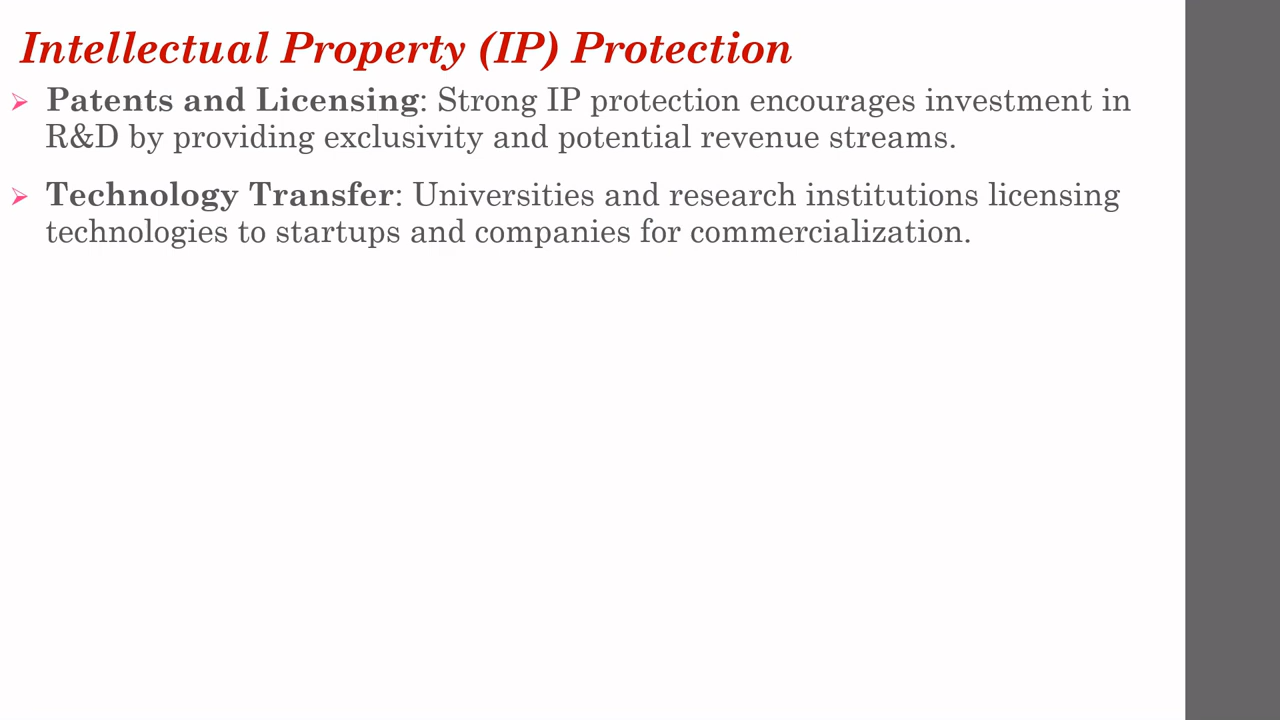 Intellectual Property (IP) Protection
➢ Patents and Licensing: Strong IP protection encourages investment in
R&D by providing exclusivity and potential revenue streams.
➢ Technology Transfer: Universities and research institutions licensing
technologies to startups and companies for commercialization.